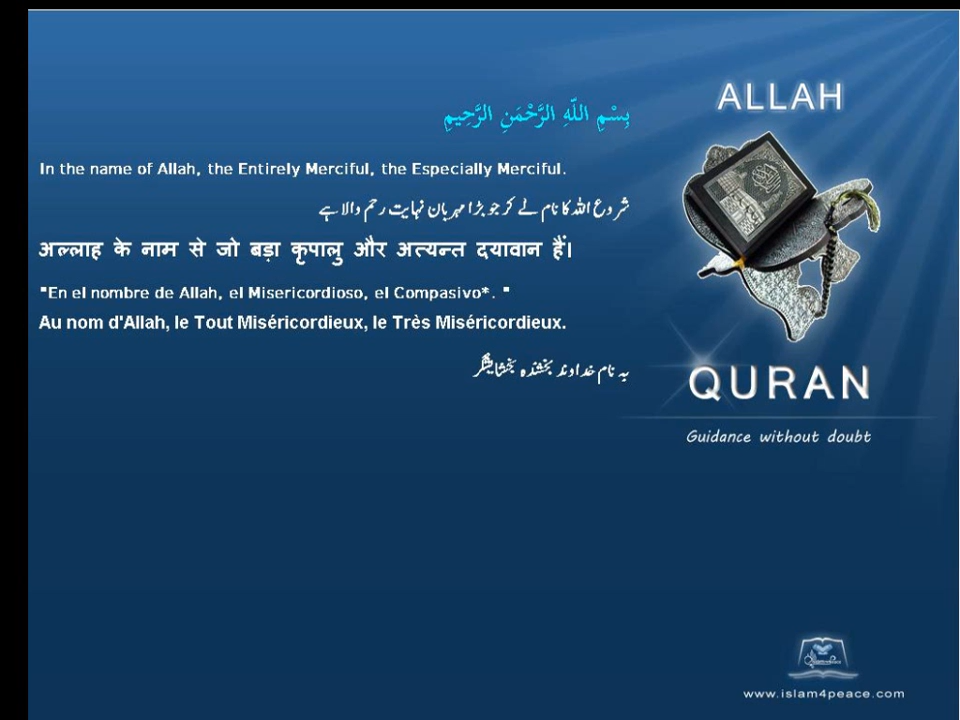 بِسْمِ اللّهِ الرَّحْمَنِ الرَّحِيمِ
In the name of Allah, the Entirely Merciful, the Especially Merciful.
شروع اللہ کا نام لے کر جو بڑا مہربان نہایت رحم والا ہے
अल्लाह के नाम से जो बड़ा कृपालु और अत्यन्त दयावान हैं।
"En el nombre de Allah, el Misericordioso, el Compasivo*. "
Au nom d'Allah, le Tout Miséricordieux, le Très Miséricordieux.
به نام خداوند بخشنده بخشایشگر
ALLAH
QURAN
Guidance without doubt
www.islam4peace.com